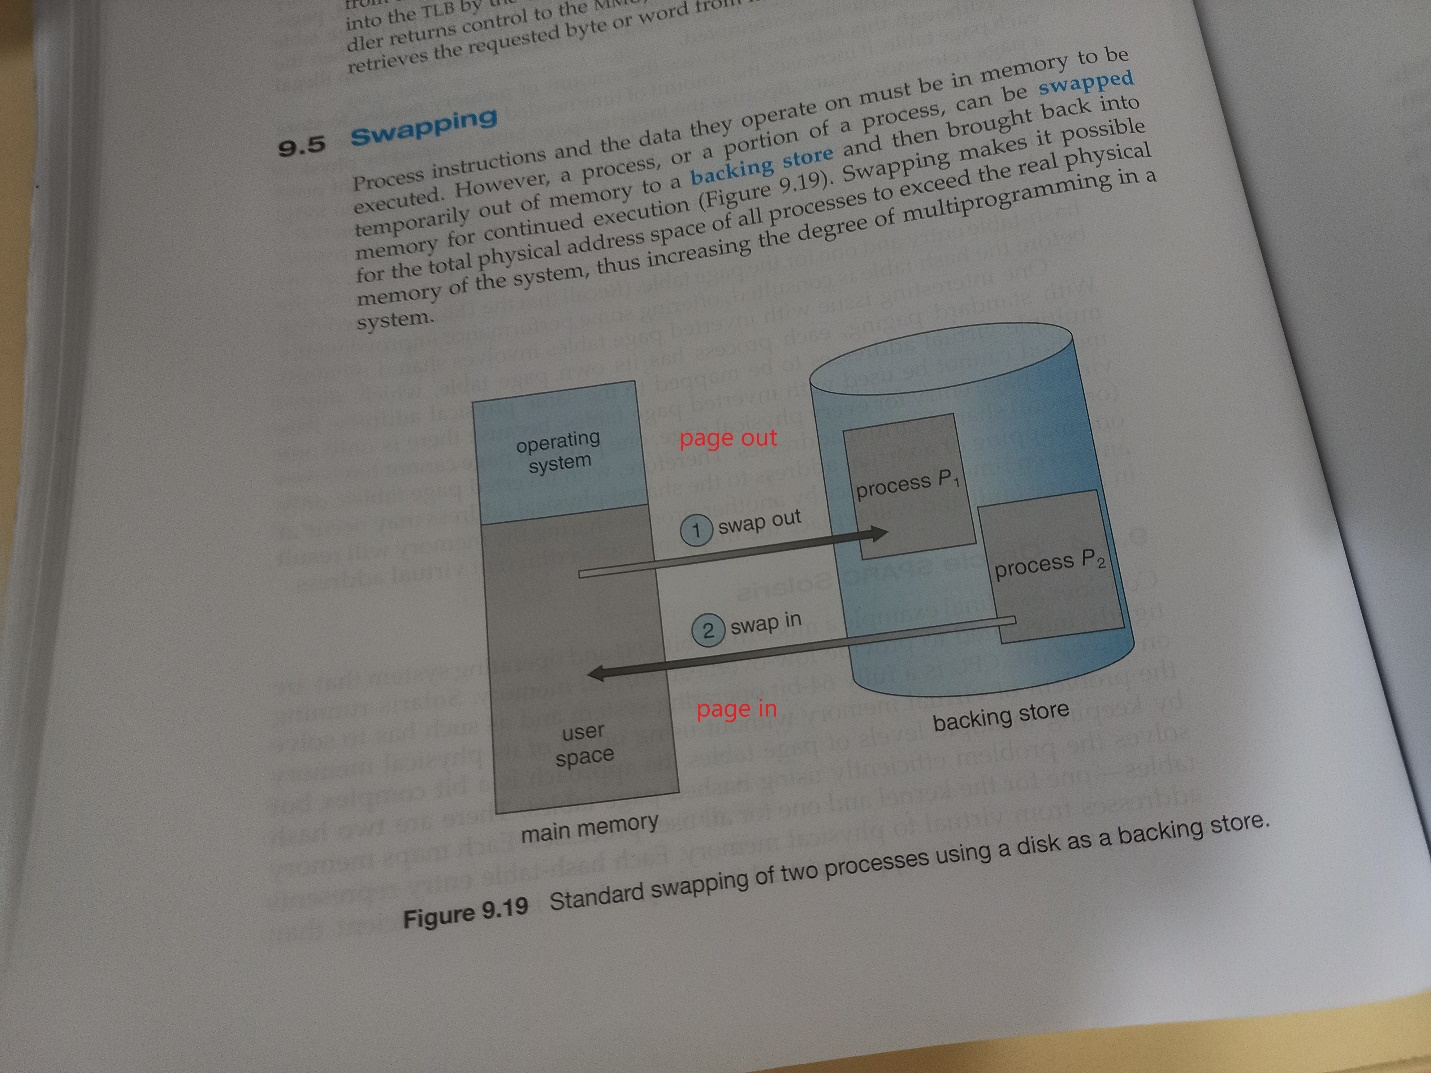 into the TLB by the
dler returns control to the MMU,
retrieves the requested byte or word from
9.5 Swapping
Process instructions and the data they operate on must be in memory to be
executed. However, a process, or a portion of a process, can be swapped
temporarily out of memory to a backing store and then brought back into
memory for continued execution (Figure 9.19). Swapping makes it possible
for the total physical address space of all processes to exceed the real physical
memory of the system, thus increasing the degree of multiprogramming in a
system.
operating
system
page out
process P1
1 swap out
process P2
2 swap in
page in
user
space
backing store
main memory
Figure 9.19 Standard swapping of two processes using a disk as a backing store.